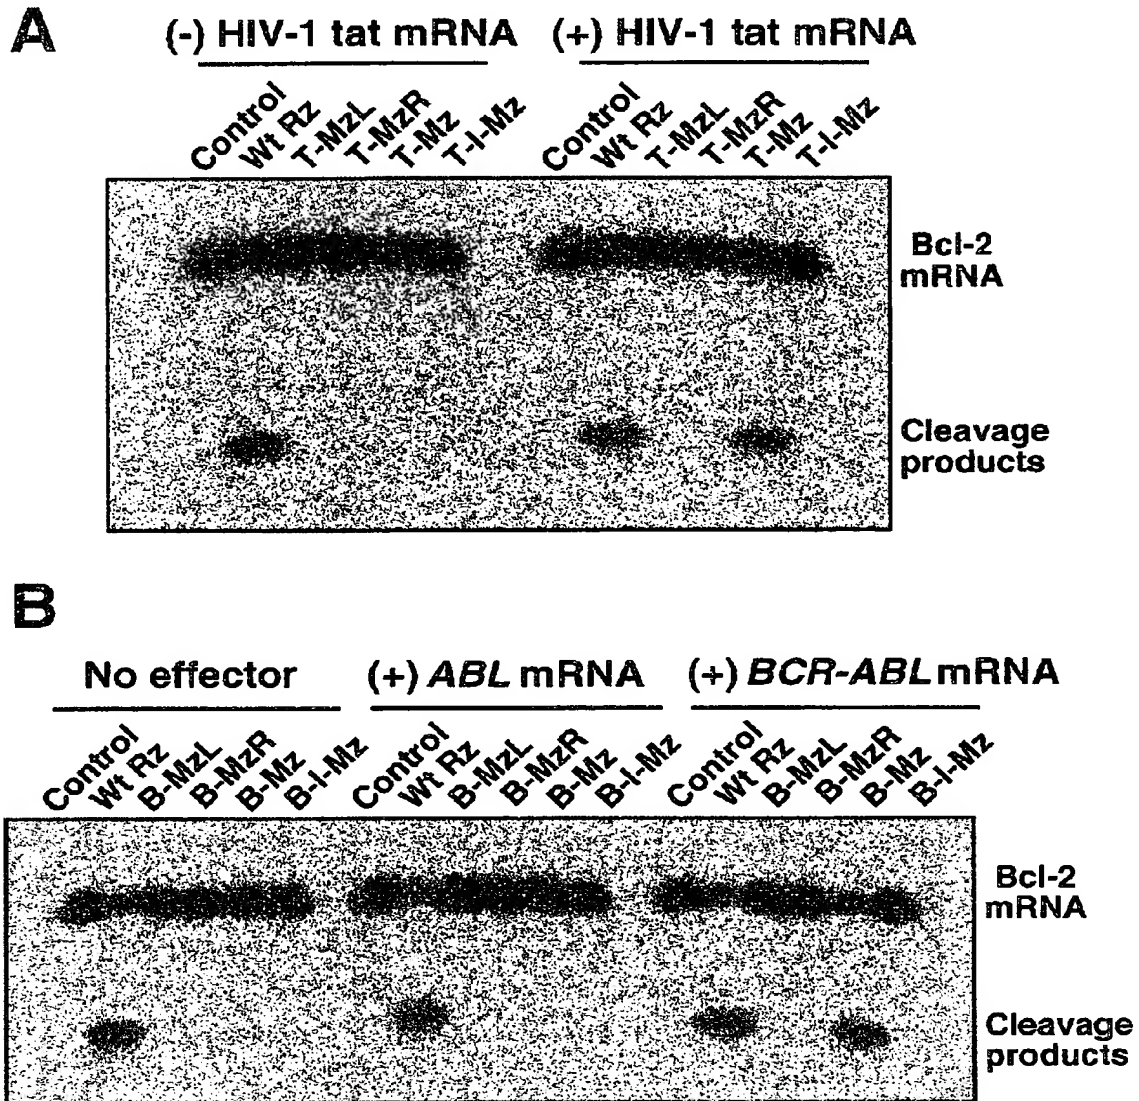 A
(-) HIV-1 tat mRNA (+) HIV-1 tat mRNA
Control Wt Rz T-MzL T-MzR T-Mz T-I-Mz Control Wt Rz T-MzL T-MzR T-Mz T-I-Mz
Bcl-2
mRNA
Cleavage
products
B
No effector (+) ABL mRNA (+) BCR-ABL mRNA
Control Wt Rz B-MzL B-MzR B-Mz B-I-Mz Control Wt Rz B-MzL B-MzR B-Mz B-I-Mz Control Wt Rz B-MzL B-MzR B-Mz B-I-Mz
Bcl-2
mRNA
Cleavage
products